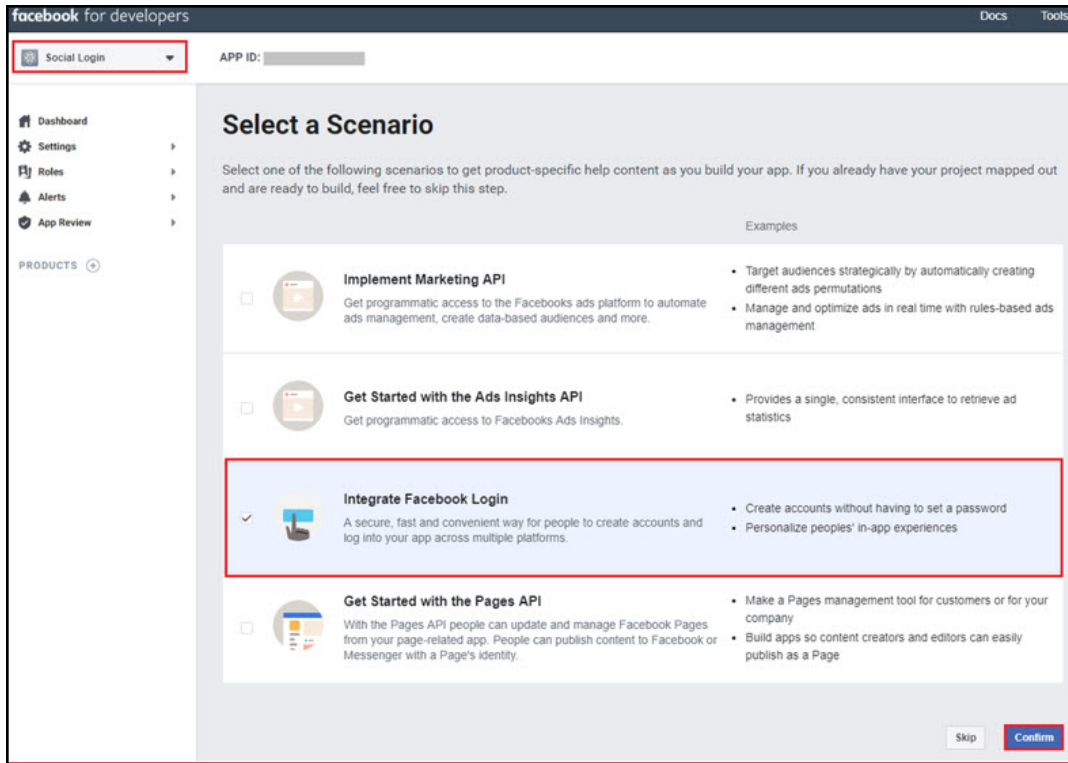 facebook for developers
Docs Tools
Social Login
APP ID:
Dashboard
Settings
Roles
Alerts
App Review
PRODUCTS
Select a Scenario
Select one of the following scenarios to get product-specific help content as you build your app. If you already have your project mapped out
and are ready to build, feel free to skip this step.
Examples
Implement Marketing API
Get programmatic access to the Facebooks ads platform to automate
ads management, create data-based audiences and more.
• Target audiences strategically by automatically creating
different ads permutations
• Manage and optimize ads in real time with rules-based ads
management
Get Started with the Ads Insights API
Get programmatic access to Facebooks Ads Insights.
• Provides a single, consistent interface to retrieve ad
statistics
Integrate Facebook Login
A secure, fast and convenient way for people to create accounts and
log into your app across multiple platforms.
• Create accounts without having to set a password
• Personalize peoples' in-app experiences
Get Started with the Pages API
With the Pages API people can update and manage Facebook Pages
from your page-related app. People can publish content to Facebook or
Messenger with a Page's identity.
• Make a Pages management tool for customers or for your
company
• Build apps so content creators and editors can easily
publish as a Page
Skip Confirm